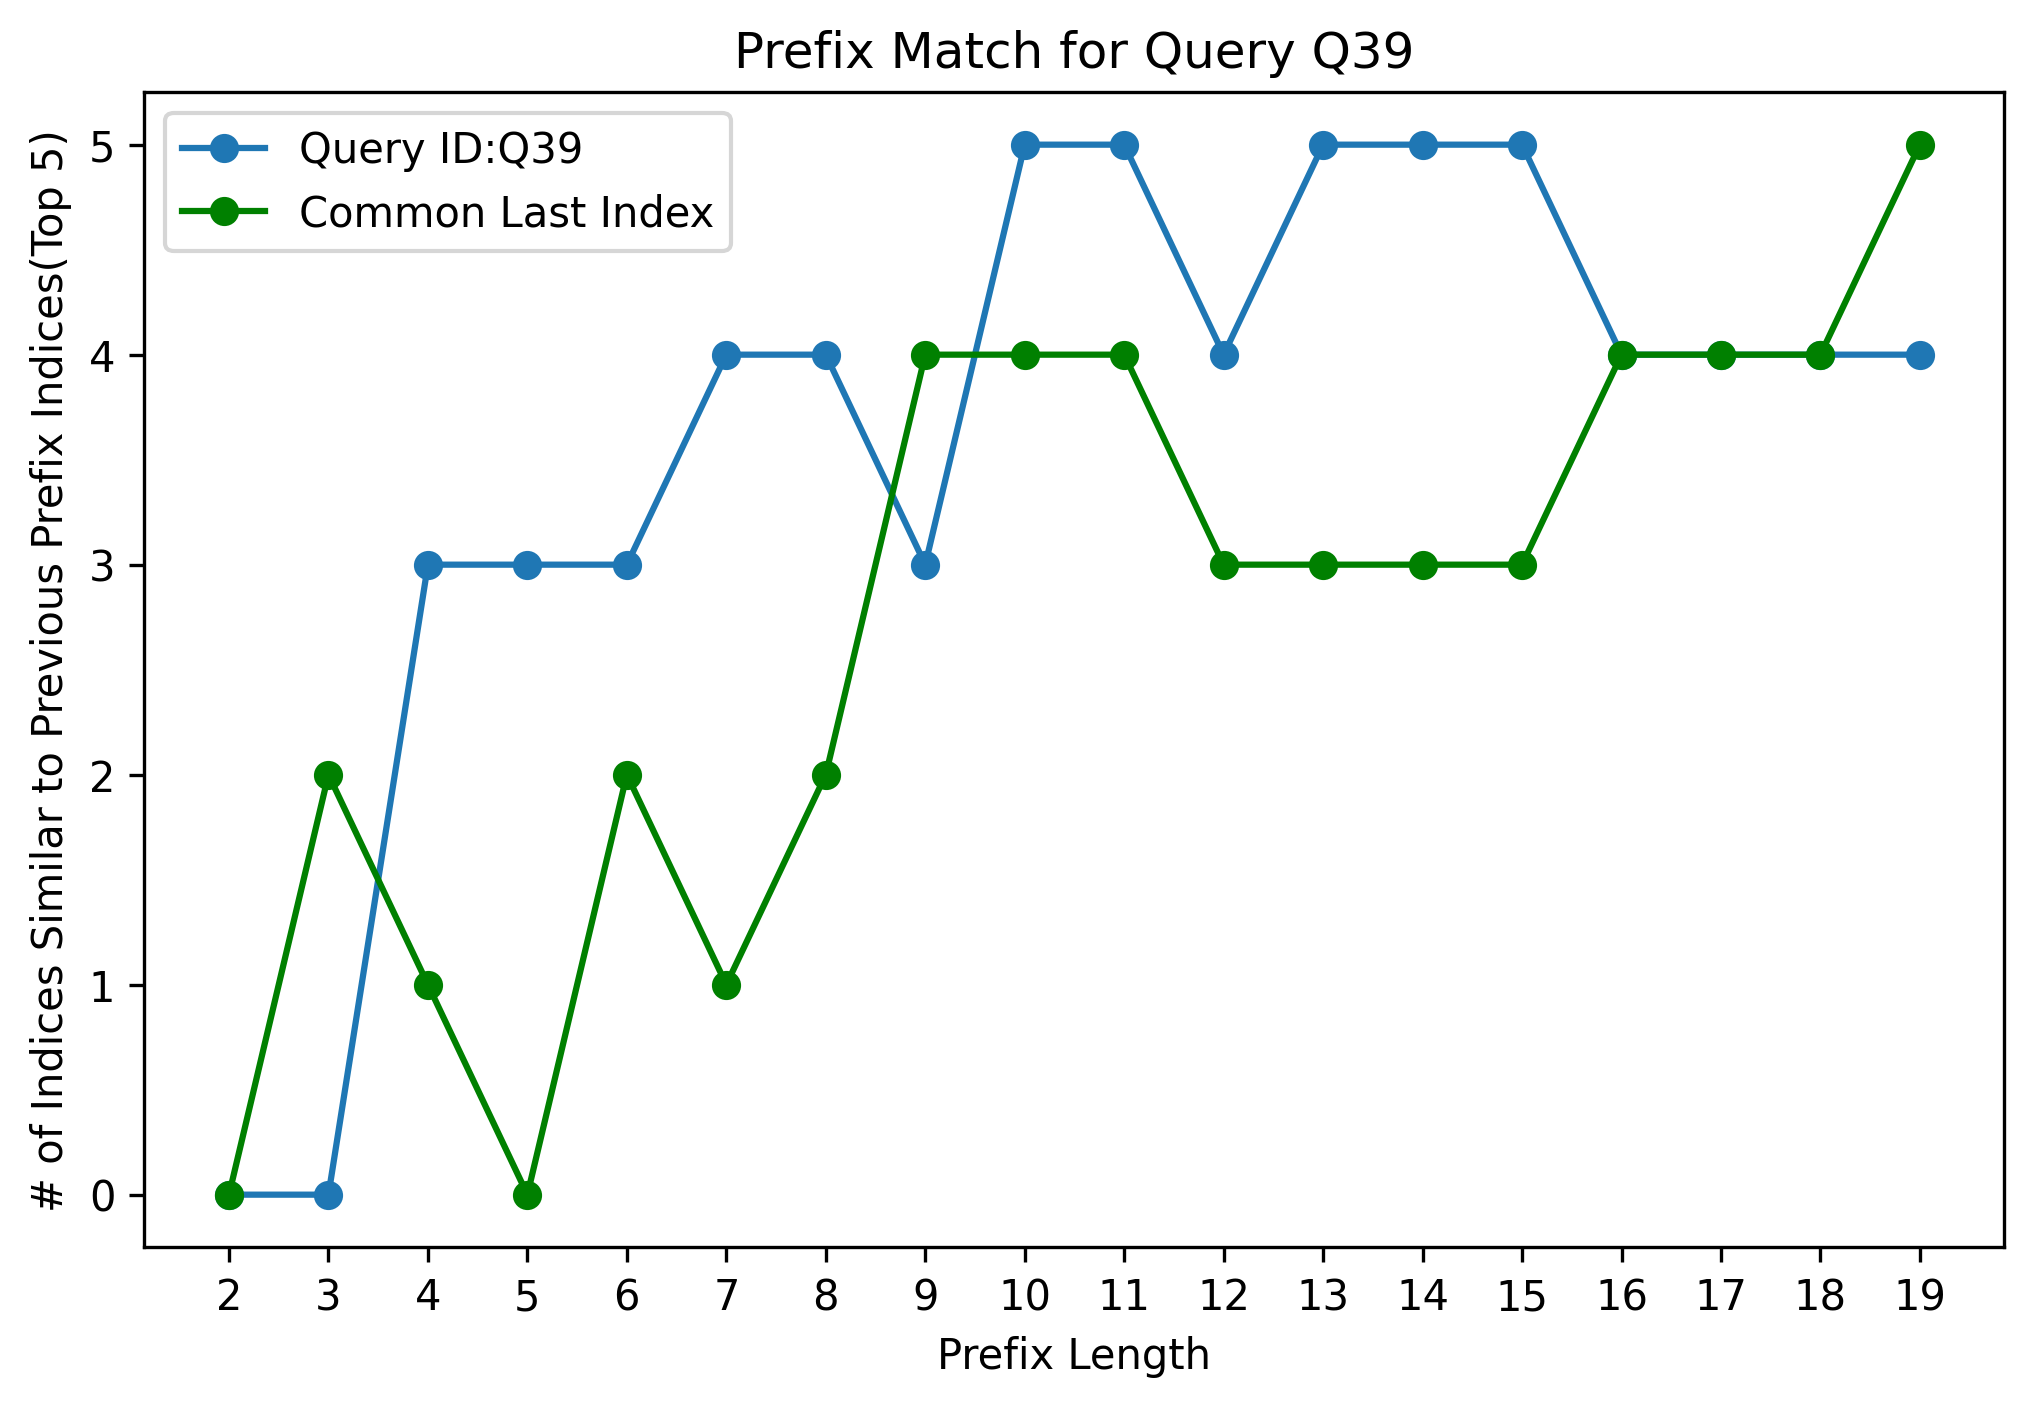 Prefix Match for Query Q39
Query ID:Q39
Common Last Index
# of Indices Similar to Previous Prefix Indices(Top 5)
5
4
3
2
1
0
2 3 4 5 6 7 8 9 10 11 12 13 14 15 16 17 18 19
Prefix Length